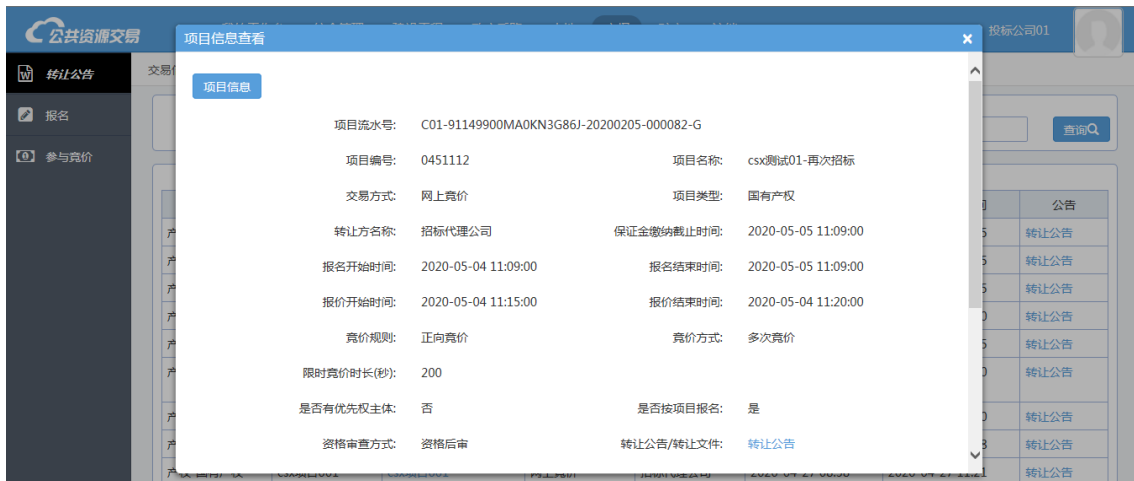 公共资源交易
项目信息查看
×
投标公司01
转让公告
交易
报名
参与竞价
查询
项目信息
项目流水号: C01-91149900MA0KN3G86J-20200205-000082-G
项目编号: 0451112 项目名称: csx测试01-再次招标
交易方式: 网上竞价 项目类型: 国有产权
转让方名称: 招标代理公司 保证金缴纳截止时间: 2020-05-05 11:09:00
报名开始时间: 2020-05-04 11:09:00 报名结束时间: 2020-05-05 11:09:00
报价开始时间: 2020-05-04 11:15:00 报价结束时间: 2020-05-04 11:20:00
竞价规则: 正向竞价 竞价方式: 多次竞价
限时竞价时长(秒): 200
是否有优先权主体: 否 是否按项目报名: 是
资格审查方式: 资格后审 转让公告/转让文件: 转让公告
公告
转让公告
转让公告
转让公告
转让公告
转让公告
转让公告
转让公告
转让公告
转让公告